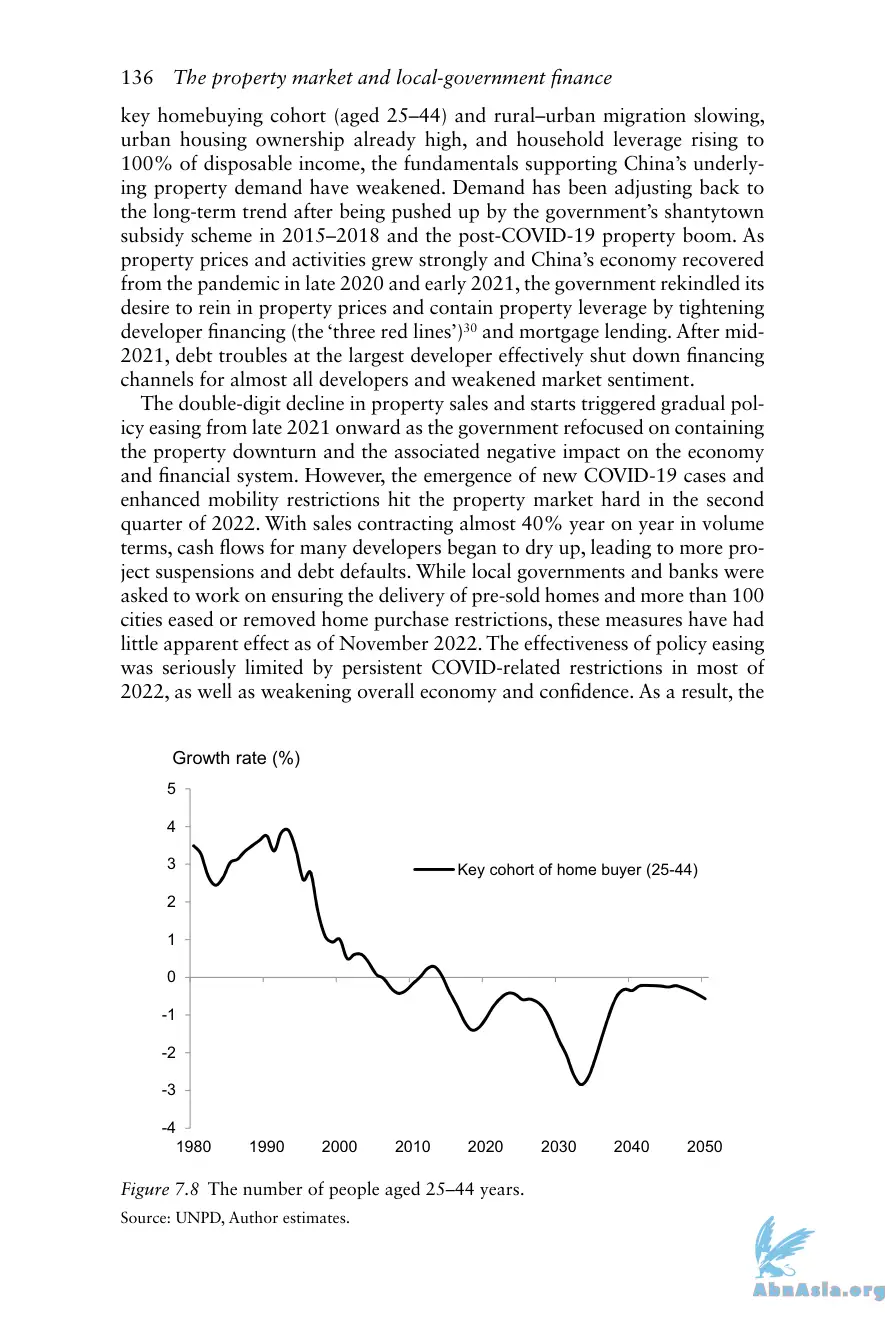 136 The property market and local-government finance
key homebuying cohort (aged 25–44) and rural–urban migration slowing,
urban housing ownership already high, and household leverage rising to
100% of disposable income, the fundamentals supporting China’s underly-
ing property demand have weakened. Demand has been adjusting back to
the long-term trend after being pushed up by the government’s shantytown
subsidy scheme in 2015–2018 and the post-COVID-19 property boom. As
property prices and activities grew strongly and China’s economy recovered
from the pandemic in late 2020 and early 2021, the government rekindled its
desire to rein in property prices and contain property leverage by tightening
developer financing (the ‘three red lines’)30 and mortgage lending. After mid-
2021, debt troubles at the largest developer effectively shut down financing
channels for almost all developers and weakened market sentiment.
The double-digit decline in property sales and starts triggered gradual pol-
icy easing from late 2021 onward as the government refocused on containing
the property downturn and the associated negative impact on the economy
and financial system. However, the emergence of new COVID-19 cases and
enhanced mobility restrictions hit the property market hard in the second
quarter of 2022. With sales contracting almost 40% year on year in volume
terms, cash flows for many developers began to dry up, leading to more pro-
ject suspensions and debt defaults. While local governments and banks were
asked to work on ensuring the delivery of pre-sold homes and more than 100
cities eased or removed home purchase restrictions, these measures have had
little apparent effect as of November 2022. The effectiveness of policy easing
was seriously limited by persistent COVID-related restrictions in most of
2022, as well as weakening overall economy and confidence. As a result, the
Growth rate (%)
5
4
3
2
1
0
-1
-2
-3
-4
Key cohort of home buyer (25-44)
1980 1990 2000 2010 2020 2030 2040 2050
Figure 7.8 The number of people aged 25–44 years.
Source: UNPD, Author estimates.
AbnAsia.org